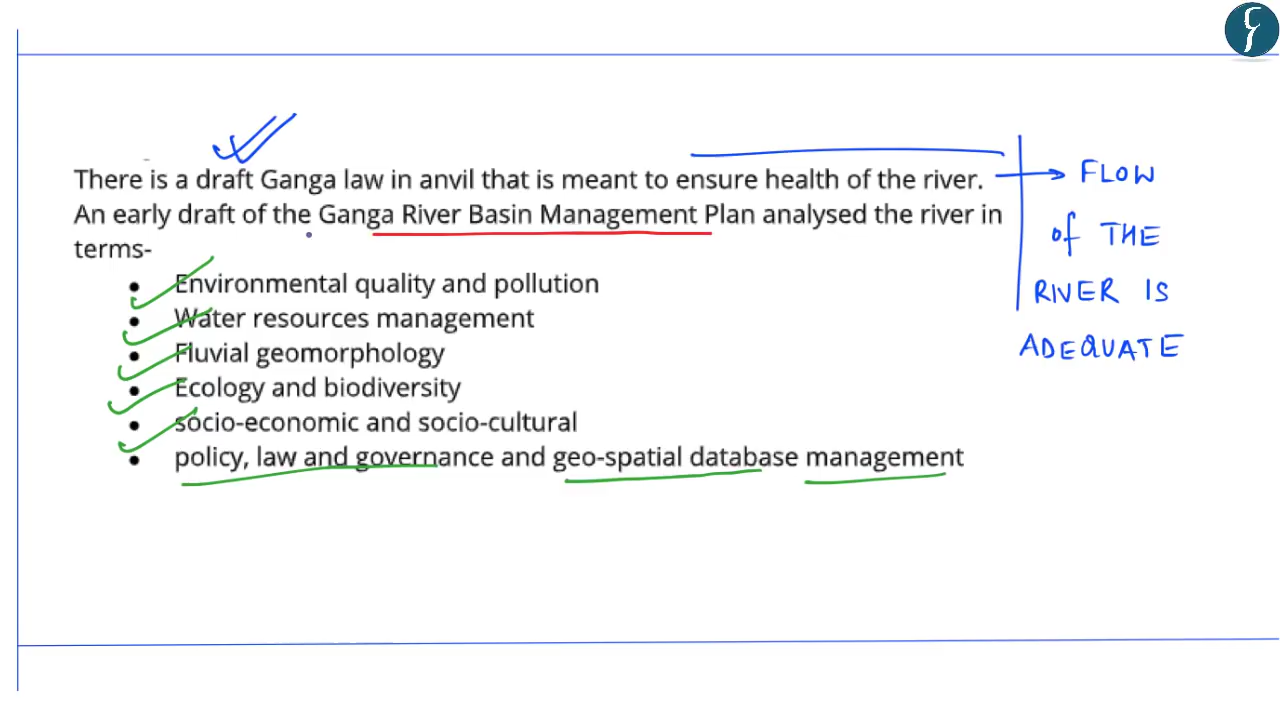 There is a draft Ganga law in anvil that is meant to ensure health of the river.
An early draft of the Ganga River Basin Management Plan analysed the river in
terms-
• Environmental quality and pollution
• Water resources management
• Fluvial geomorphology
• Ecology and biodiversity
• socio-economic and socio-cultural
• policy, law and governance and geo-spatial database management
FLOW
of THE
RIVER IS
ADEQUATE